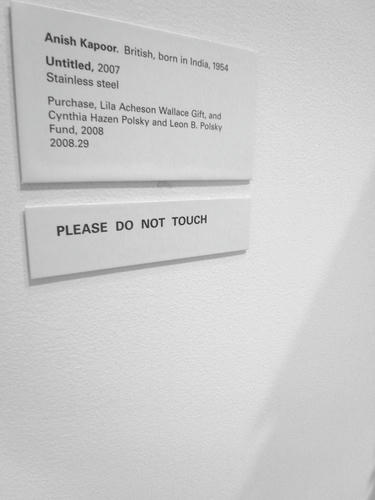 Anish Kapoor. British, born in India, 1954
Untitled, 2007
Stainless steel
Purchase, Lila Acheson Wallace Gift, and
Cynthia Hazen Polsky and Leon B. Polsky
Fund, 2008
2008.29
PLEASE DO NOT TOUCH